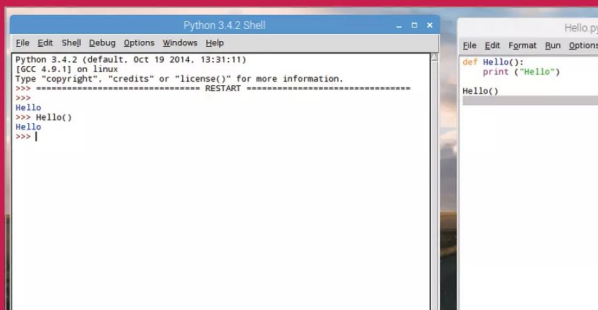 Python 3.4.2 Shell
File Edit Shell Debug Options Windows Help
Python 3.4.2 (default, Oct 19 2014, 13:31:11)
[GCC 4.9.1] on linux
Type "copyright", "credits" or "license()" for more information.
>>> ================================ RESTART ================================
>>>
Hello
>>> Hello()
Hello
>>>
Hello.py
File Edit Format Run Options
def Hello():
    print ("Hello")
Hello()